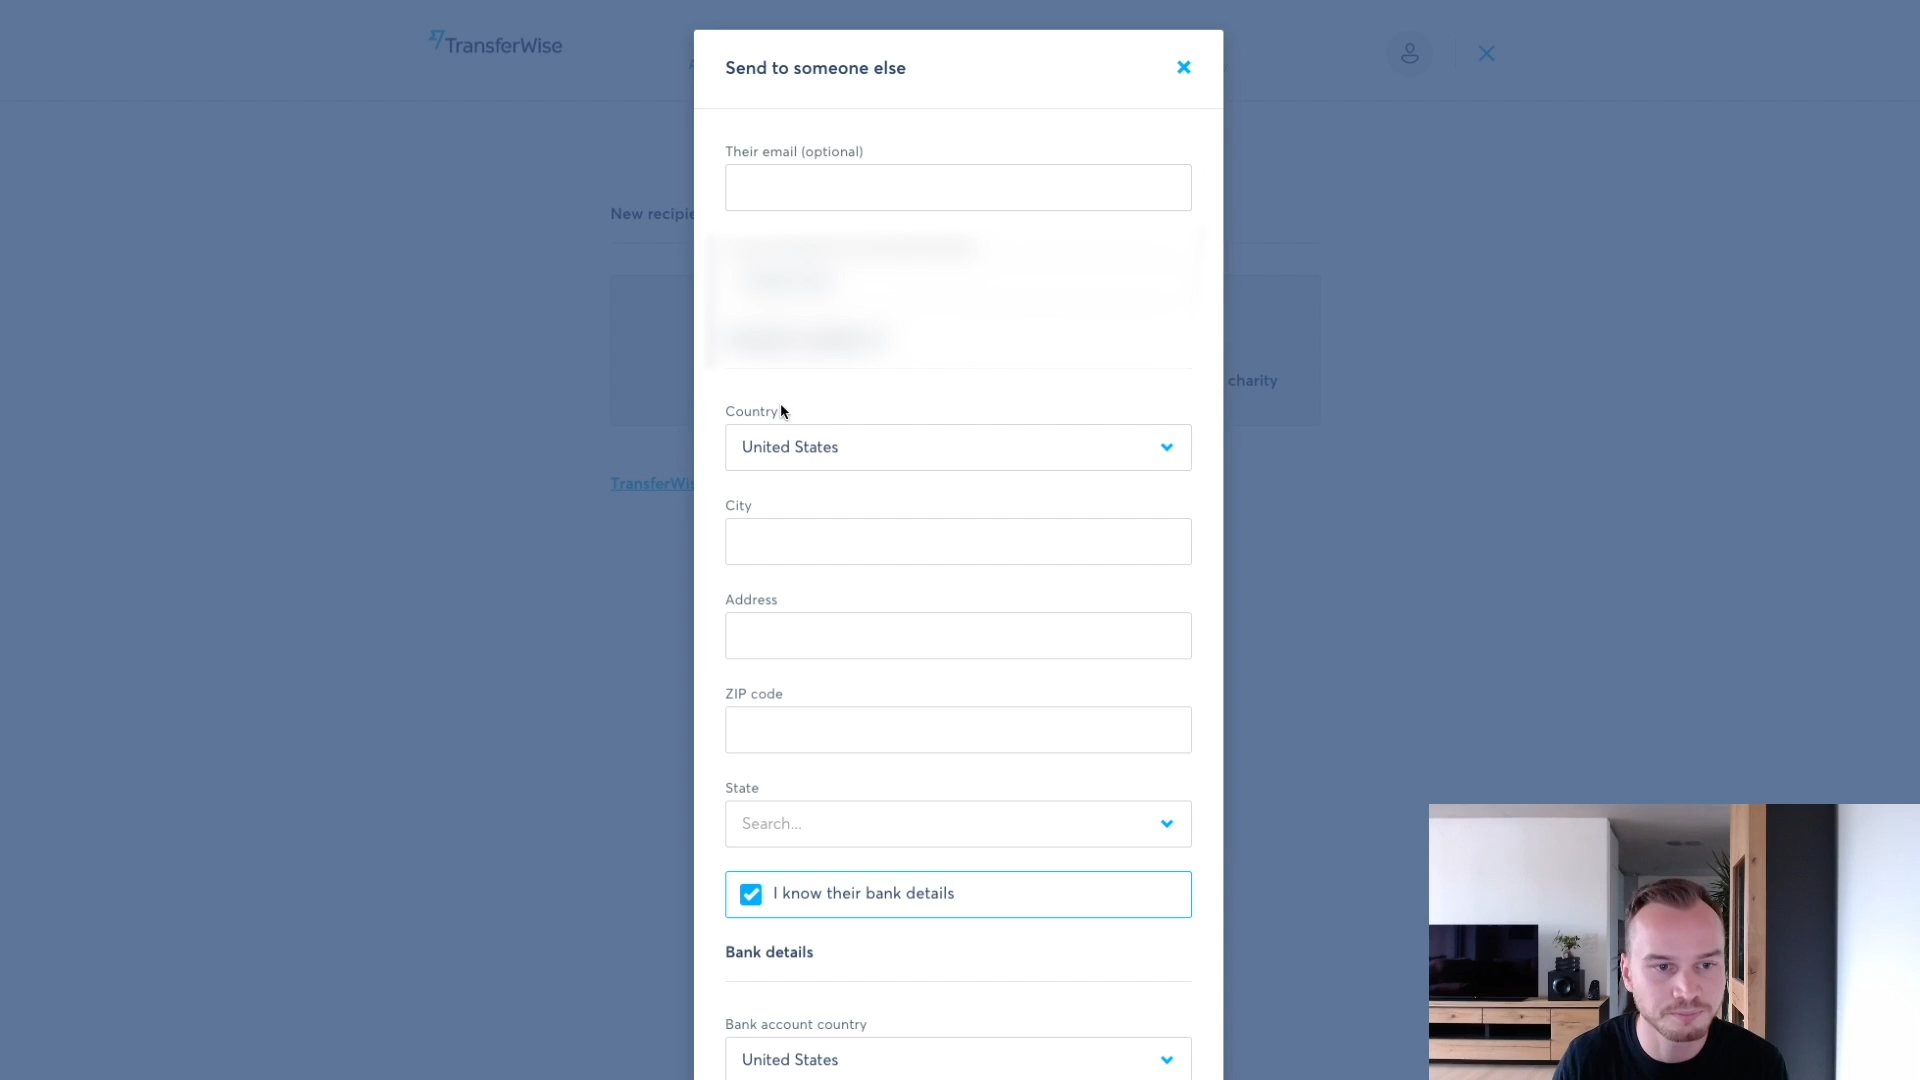 TransferWise
Send to someone else
Their email (optional)
New recipie
charity
Country
United States
TransferWis
City
Address
ZIP code
State
Search...
I know their bank details
Bank details
Bank account country
United States